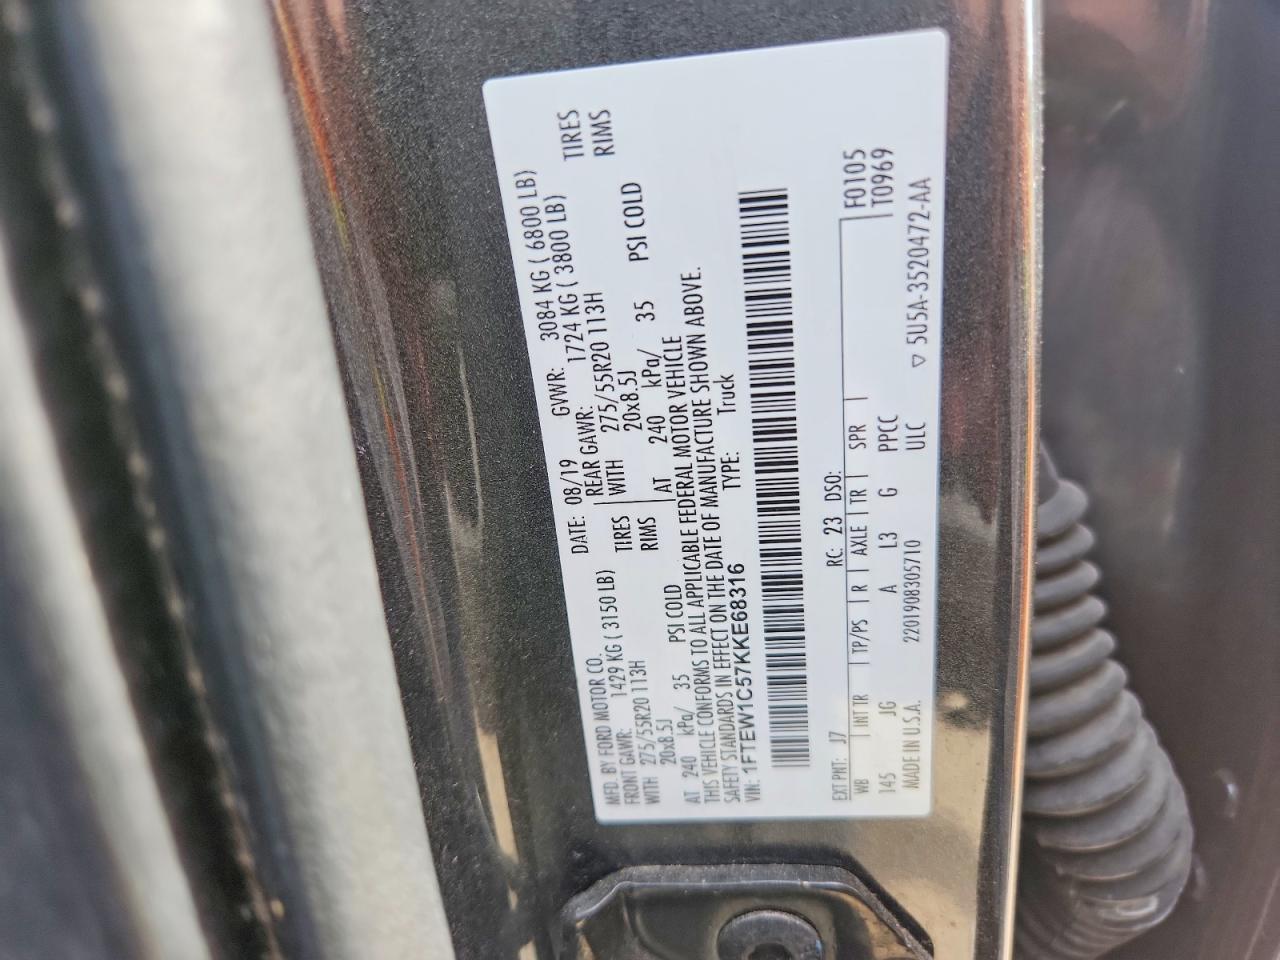 MFD. BY FORD MOTOR CO. DATE: 08/19 GVWR: 3084 KG ( 6800 LB)
FRONT GAWR: 1429 KG ( 3150 LB) REAR GAWR: 1724 KG ( 3800 LB)
WITH 275/55R20 113H TIRES WITH 275/55R20 113H TIRES
20x8.5J RIMS 20x8.5J RIMS
AT 240 kPa/ 35 PSI COLD AT 240 kPa/ 35 PSI COLD
THIS VEHICLE CONFORMS TO ALL APPLICABLE FEDERAL MOTOR VEHICLE
SAFETY STANDARDS IN EFFECT ON THE DATE OF MANUFACTURE SHOWN ABOVE.
VIN: 1FTEW1C57KKE68316 TYPE: Truck
F0105
EXT PNT: J7 RC: 23 DSO: T0969
WB INT TR TP/PS R AXLE TR SPR
145 JG A L3 G PPCC
MADE IN U.S.A. 220190830571 0 ULC ▽ 5U5A-3520472-AA